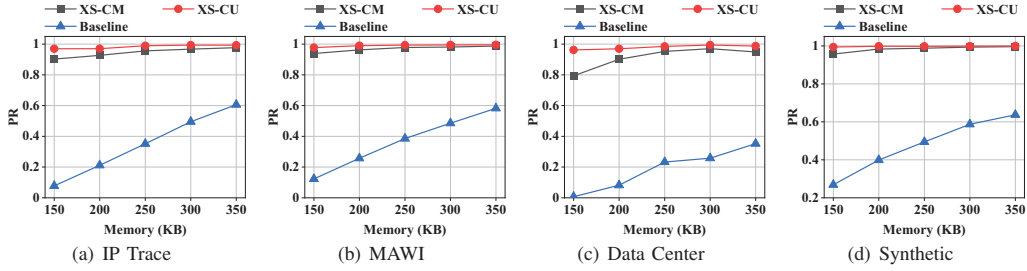 XS-CM XS-CU
Baseline
PR
1
0.8
0.6
0.4
0.2
0
150 200 250 300 350
Memory (KB)
(a) IP Trace
XS-CM XS-CU
Baseline
PR
1
0.8
0.6
0.4
0.2
0
150 200 250 300 350
Memory (KB)
(b) MAWI
XS-CM XS-CU
Baseline
PR
1
0.8
0.6
0.4
0.2
0
150 200 250 300 350
Memory (KB)
(c) Data Center
XS-CM XS-CU
Baseline
PR
1
0.8
0.6
0.4
0.2
150 200 250 300 350
Memory (KB)
(d) Synthetic